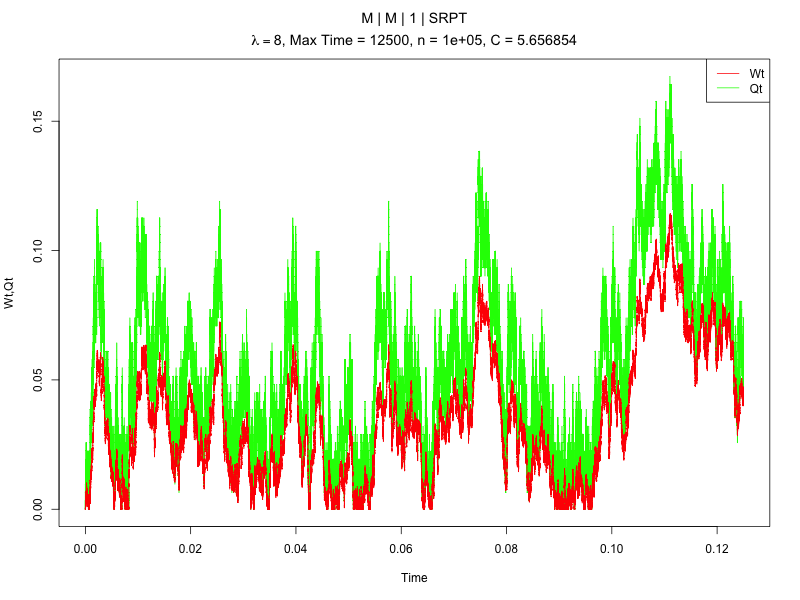 M | M | 1 | SRPT
λ = 8, Max Time = 12500, n = 1e+05, C = 5.656854
Wt
Qt
0.15
0.10
0.05
0.00
Wt,Qt
0.00 0.02 0.04 0.06 0.08 0.10 0.12
Time